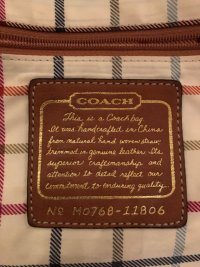 COACH
This is a Coach bag.
It was handcrafted in China
from natural hand woven straw,
trimmed in genuine leather. Its
superior craftsmanship and
attention to detail reflect our
commitment to enduring quality.
Nº M0768-11806